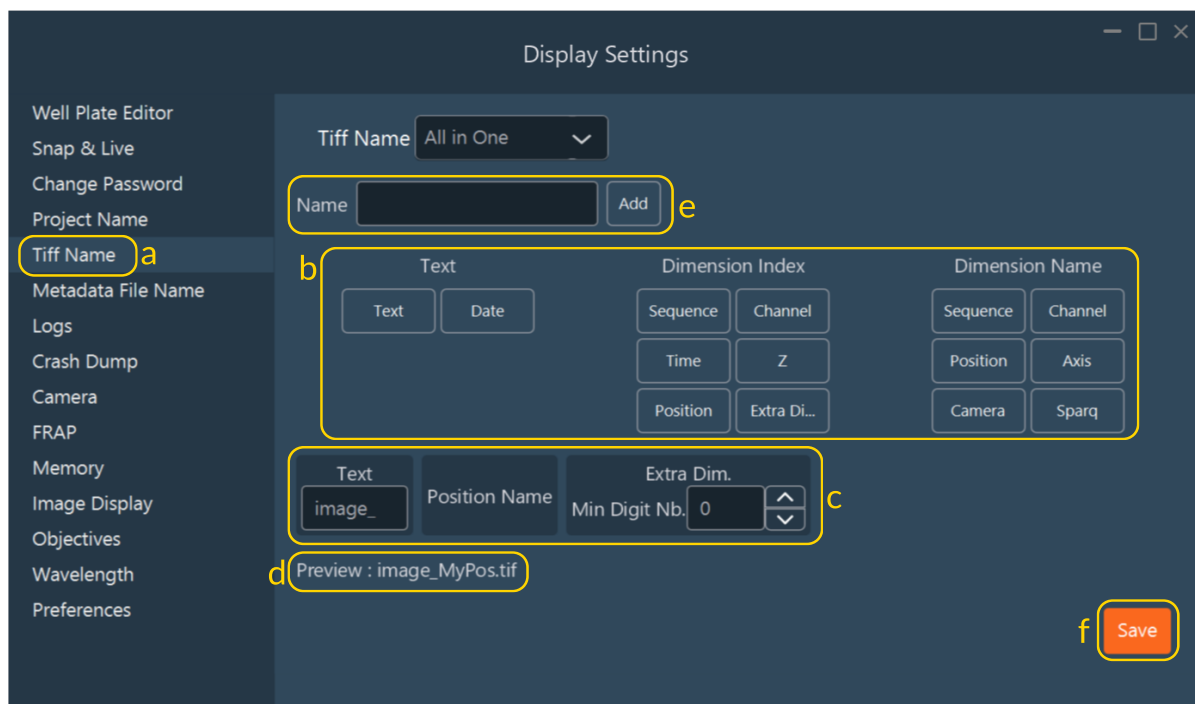 Display Settings
Well Plate Editor
Snap & Live
Change Password
Project Name
Tiff Name a
Metadata File Name
Logs
Crash Dump
Camera
FRAP
Memory
Image Display
Objectives
Wavelength
Preferences
Tiff Name All in One
Name Add e
b
Text Dimension Index Dimension Name
Text Date Sequence Channel Sequence Channel
Time Z Position Axis
Position Extra Di... Camera Sparq
Text Extra Dim.
image_ Position Name Min Digit Nb. 0 c
d Preview : image_MyPos.tif
f Save